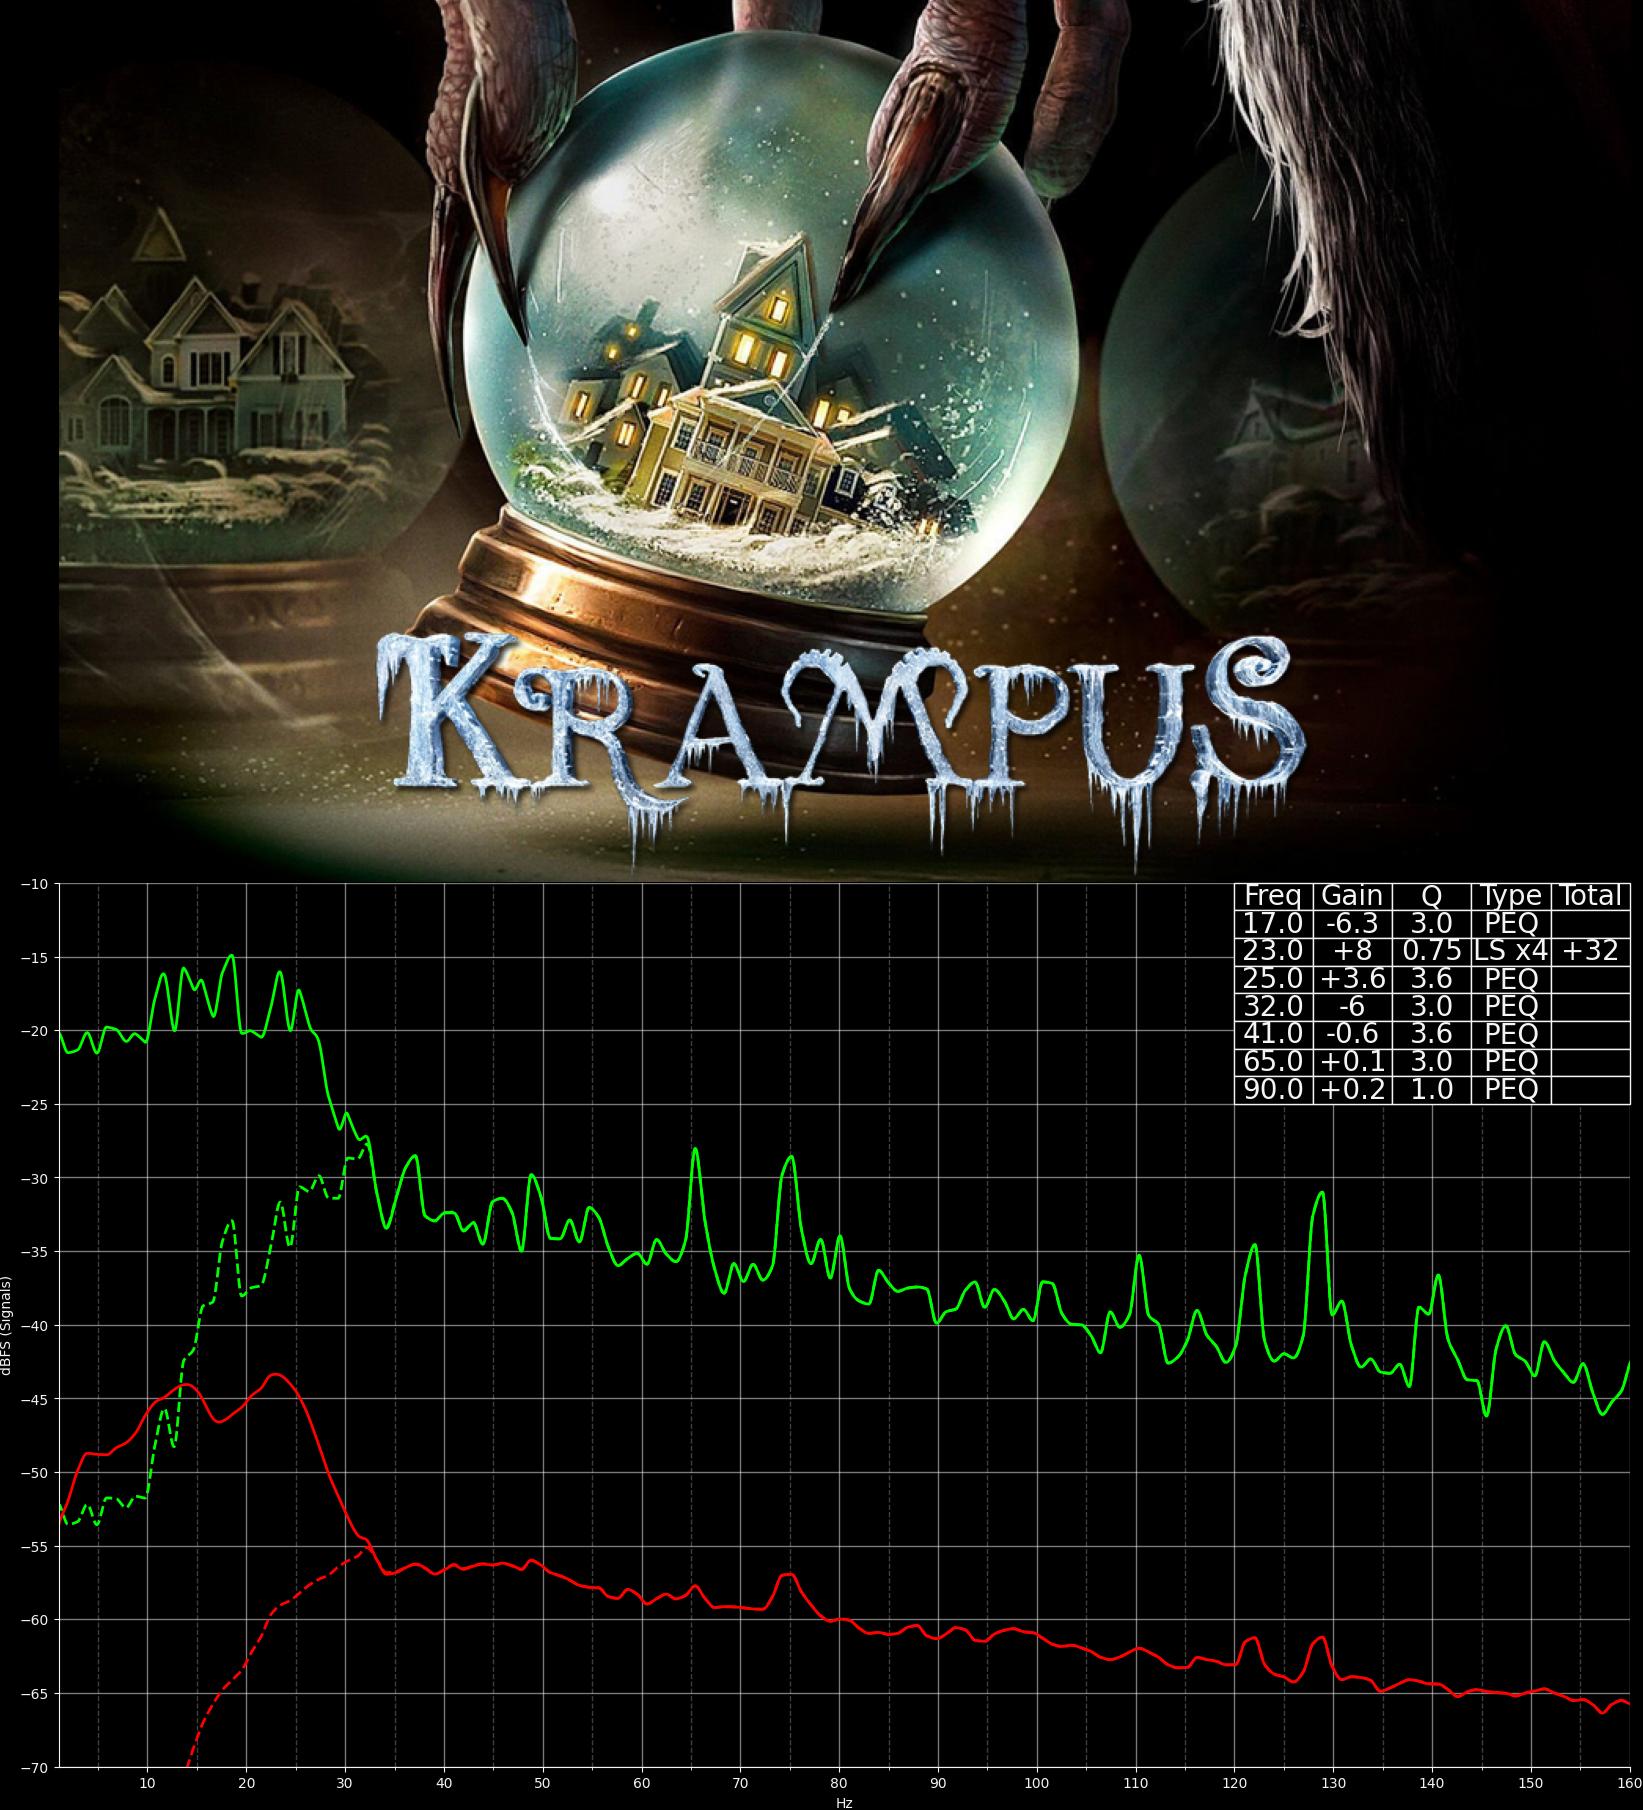 KRAMPUS
Freq Gain Q Type Total
17.0 -6.3 3.0 PEQ
23.0 +8 0.75 LS x4 +32
25.0 +3.6 3.6 PEQ
32.0 -6 3.0 PEQ
41.0 -0.6 3.6 PEQ
65.0 +0.1 3.0 PEQ
90.0 +0.2 1.0 PEQ
−10
−15
−20
−25
−30
−35
−40
−45
−50
−55
−60
−65
−70
dBFS (Signals)
10 20 30 40 50 60 70 80 90 100 110 120 130 140 150 160
Hz